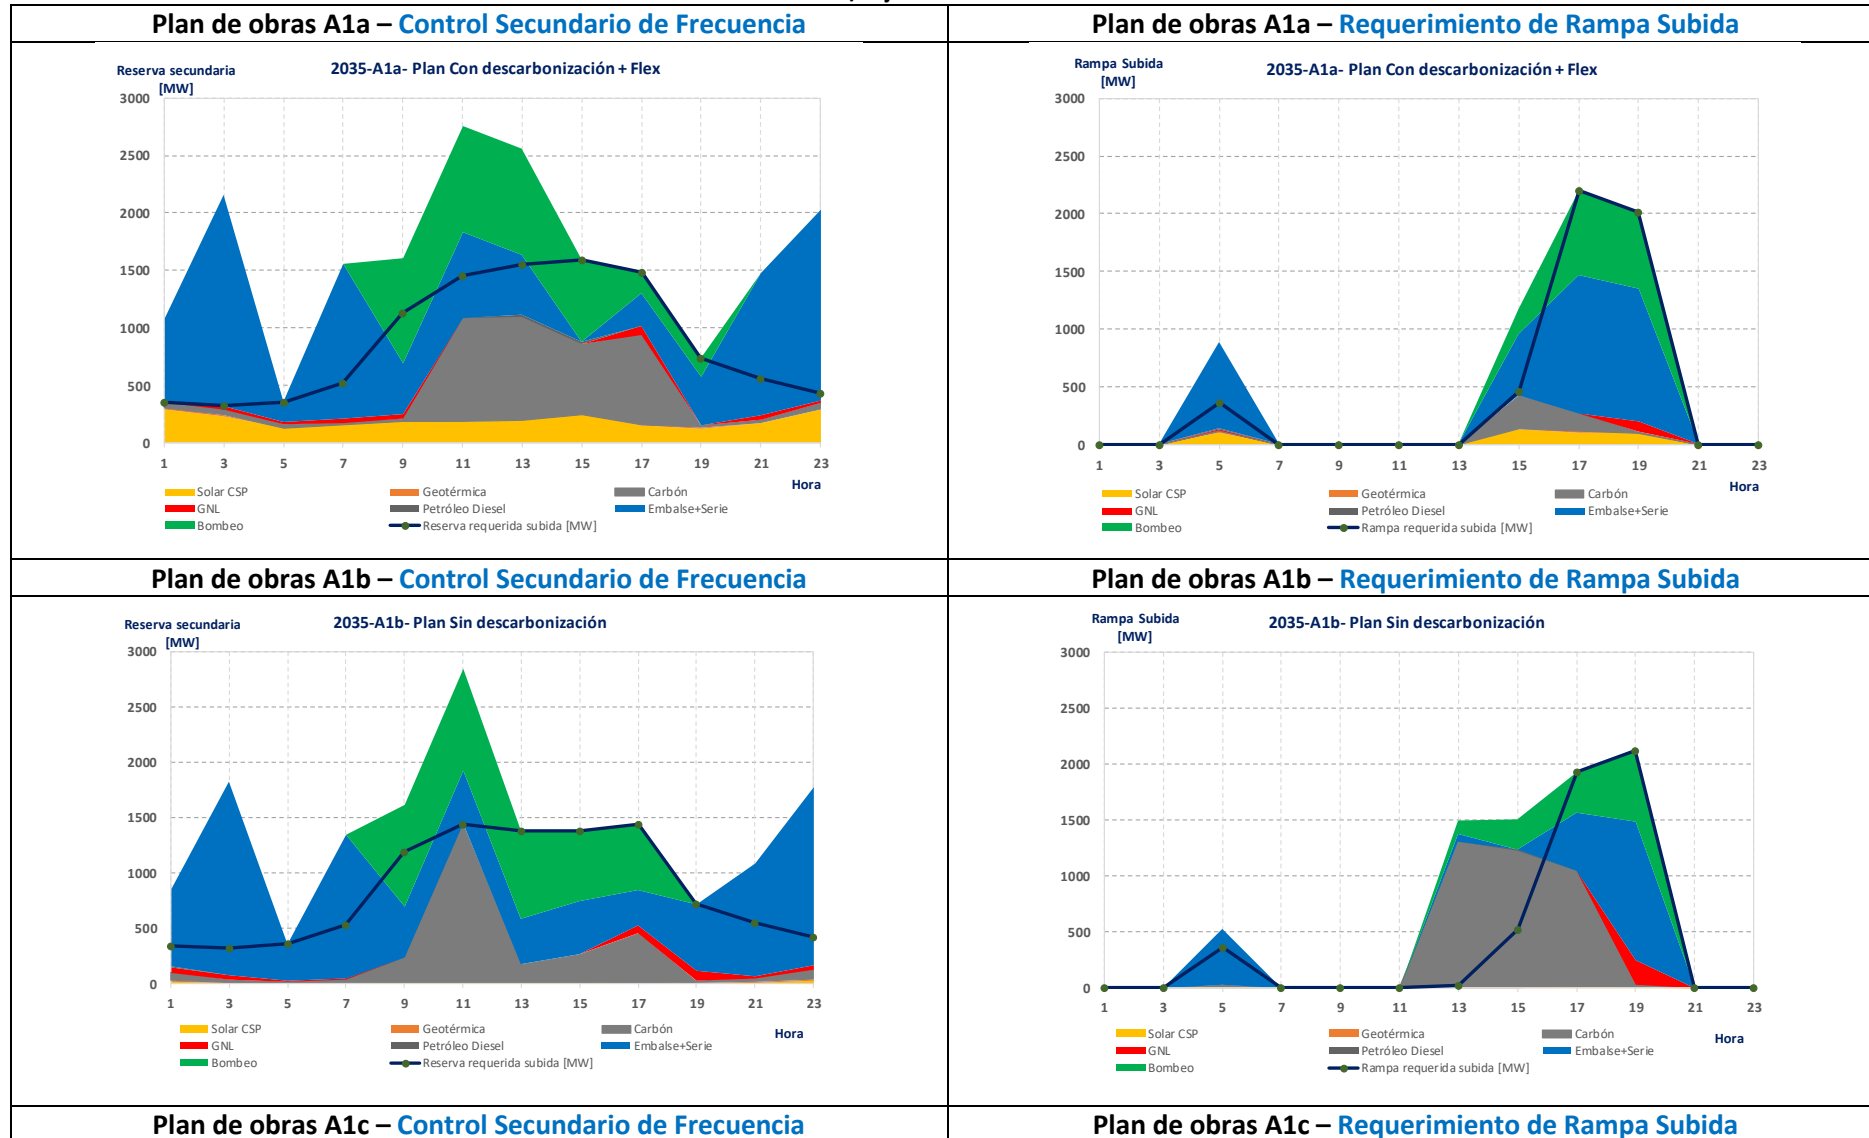 Plan de obras A1a – Control Secundario de Frecuencia
Plan de obras A1a – Requerimiento de Rampa Subida
Reserva secundaria
[MW]
2035-A1a- Plan Con descarbonización + Flex
3000
2500
2000
1500
1000
500
0
1 3 5 7 9 11 13 15 17 19 21 23
Hora
Solar CSP Geotérmica Carbón
GNL Petróleo Diesel Embalse+Serie
Bombeo Reserva requerida subida [MW]
Rampa Subida
[MW]
2035-A1a- Plan Con descarbonización + Flex
3000
2500
2000
1500
1000
500
0
1 3 5 7 9 11 13 15 17 19 21 23
Hora
Solar CSP Geotérmica Carbón
GNL Petróleo Diesel Embalse+Serie
Bombeo Rampa requerida subida [MW]
Plan de obras A1b – Control Secundario de Frecuencia
Plan de obras A1b – Requerimiento de Rampa Subida
Reserva secundaria
[MW]
2035-A1b- Plan Sin descarbonización
3000
2500
2000
1500
1000
500
0
1 3 5 7 9 11 13 15 17 19 21 23
Hora
Solar CSP Geotérmica Carbón
GNL Petróleo Diesel Embalse+Serie
Bombeo Reserva requerida subida [MW]
Rampa Subida
[MW]
2035-A1b- Plan Sin descarbonización
3000
2500
2000
1500
1000
500
0
1 3 5 7 9 11 13 15 17 19 21 23
Hora
Solar CSP Geotérmica Carbón
GNL Petróleo Diesel Embalse+Serie
Bombeo Rampa requerida subida [MW]
Plan de obras A1c – Control Secundario de Frecuencia
Plan de obras A1c – Requerimiento de Rampa Subida